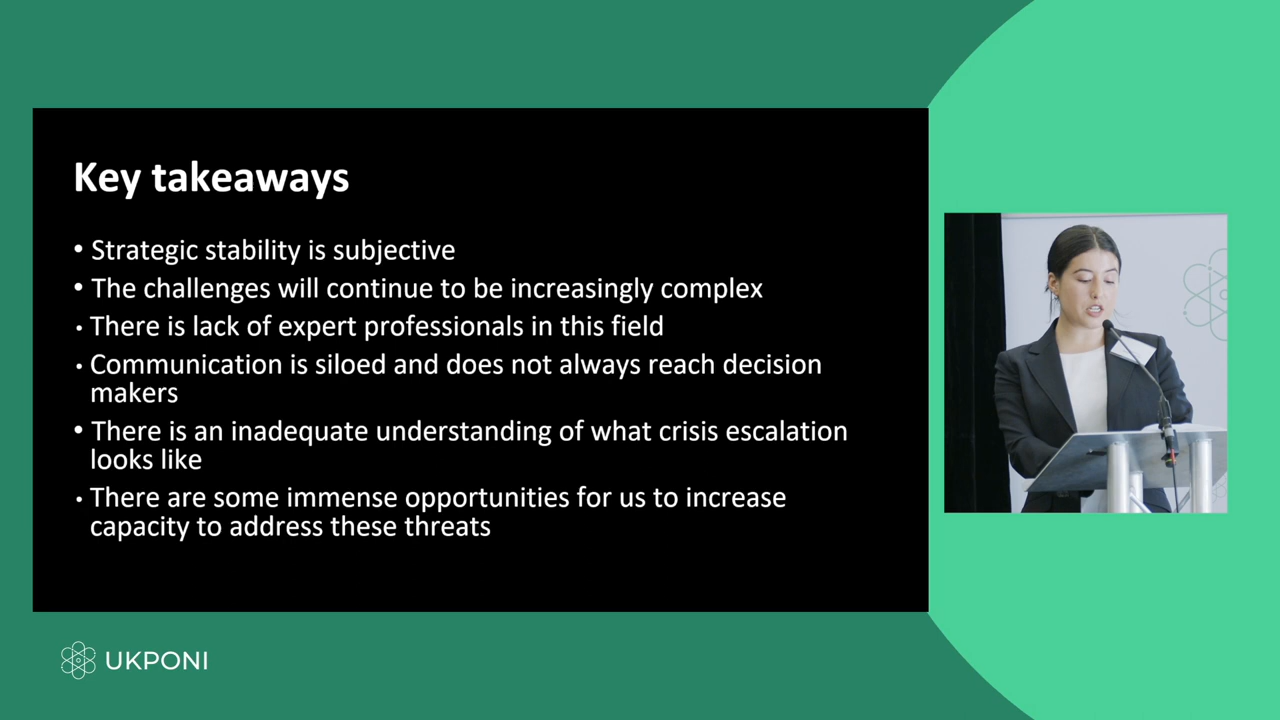 Key takeaways
• Strategic stability is subjective
• The challenges will continue to be increasingly complex
• There is lack of expert professionals in this field
• Communication is siloed and does not always reach decision
makers
• There is an inadequate understanding of what crisis escalation
looks like
• There are some immense opportunities for us to increase
capacity to address these threats
UKPONI